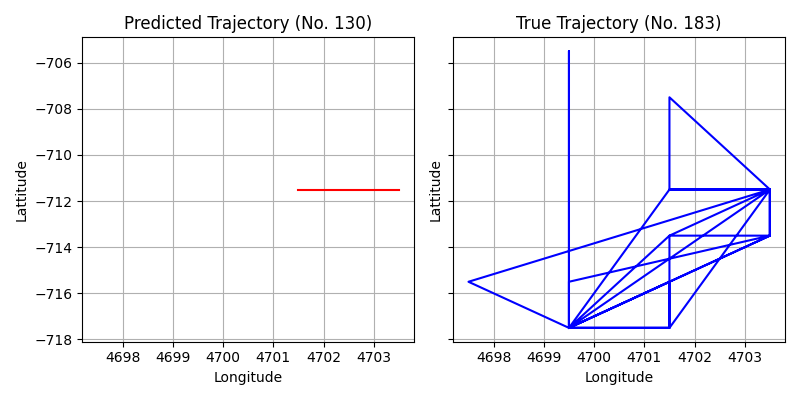 Predicted Trajectory (No. 130)
True Trajectory (No. 183)
Lattitude
−706
−708
−710
−712
−714
−716
−718
4698 4699 4700 4701 4702 4703
Longitude
Lattitude
4698 4699 4700 4701 4702 4703
Longitude